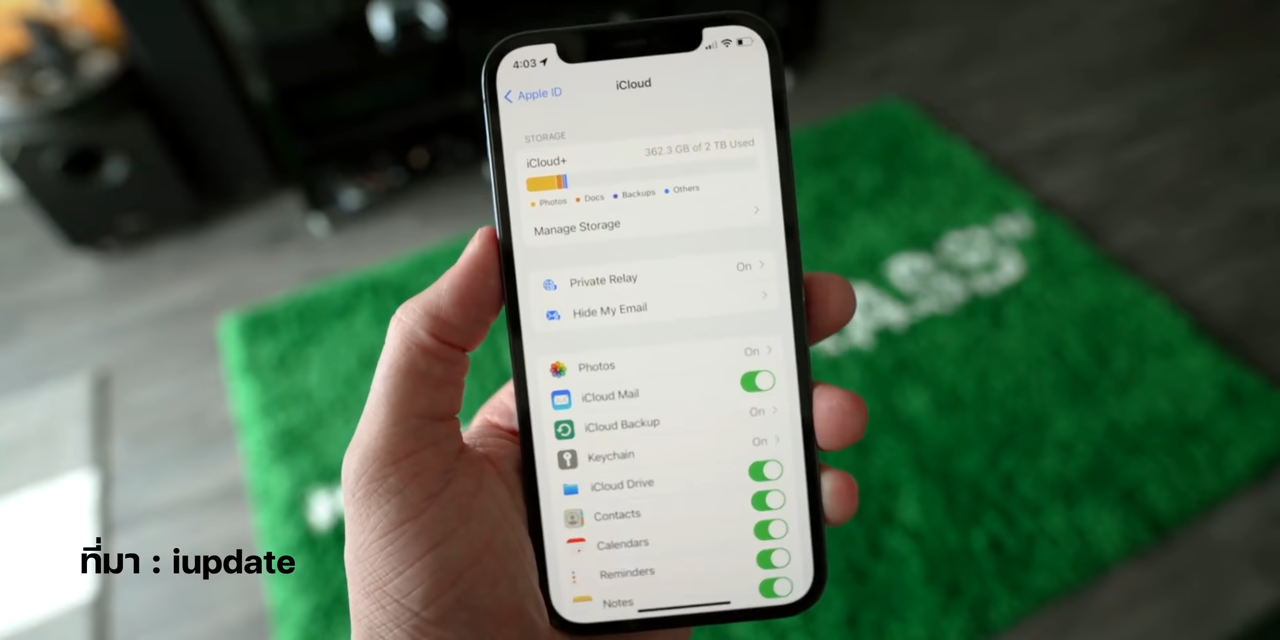 4:03
Apple ID
iCloud
STORAGE
iCloud+
362.3 GB of 2 TB Used
Photos Docs Backups Others
Manage Storage
Private Relay On
Hide My Email
Photos On
iCloud Mail
iCloud Backup On
Keychain On
iCloud Drive
Contacts
Calendars
Reminders
Notes
ASS
ที่มา : iupdate